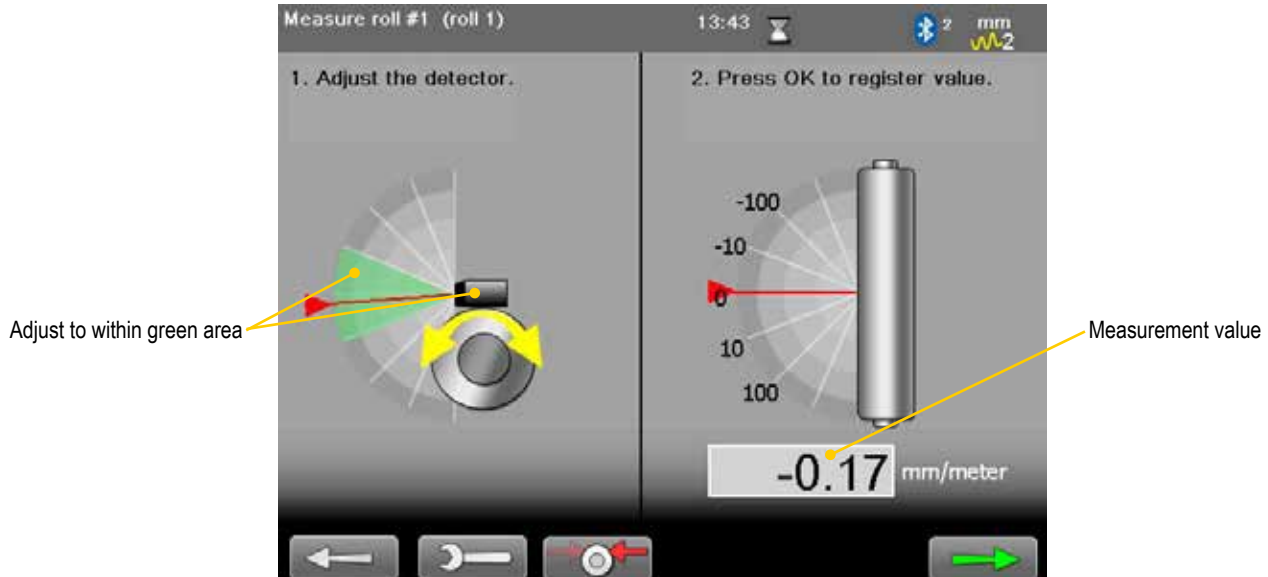 Measure roll #1 (roll 1)
13:43
2
mm
2
1. Adjust the detector.
2. Press OK to register value.
-100
-10
0
10
100
Adjust to within green area
Measurement value
-0.17 mm/meter